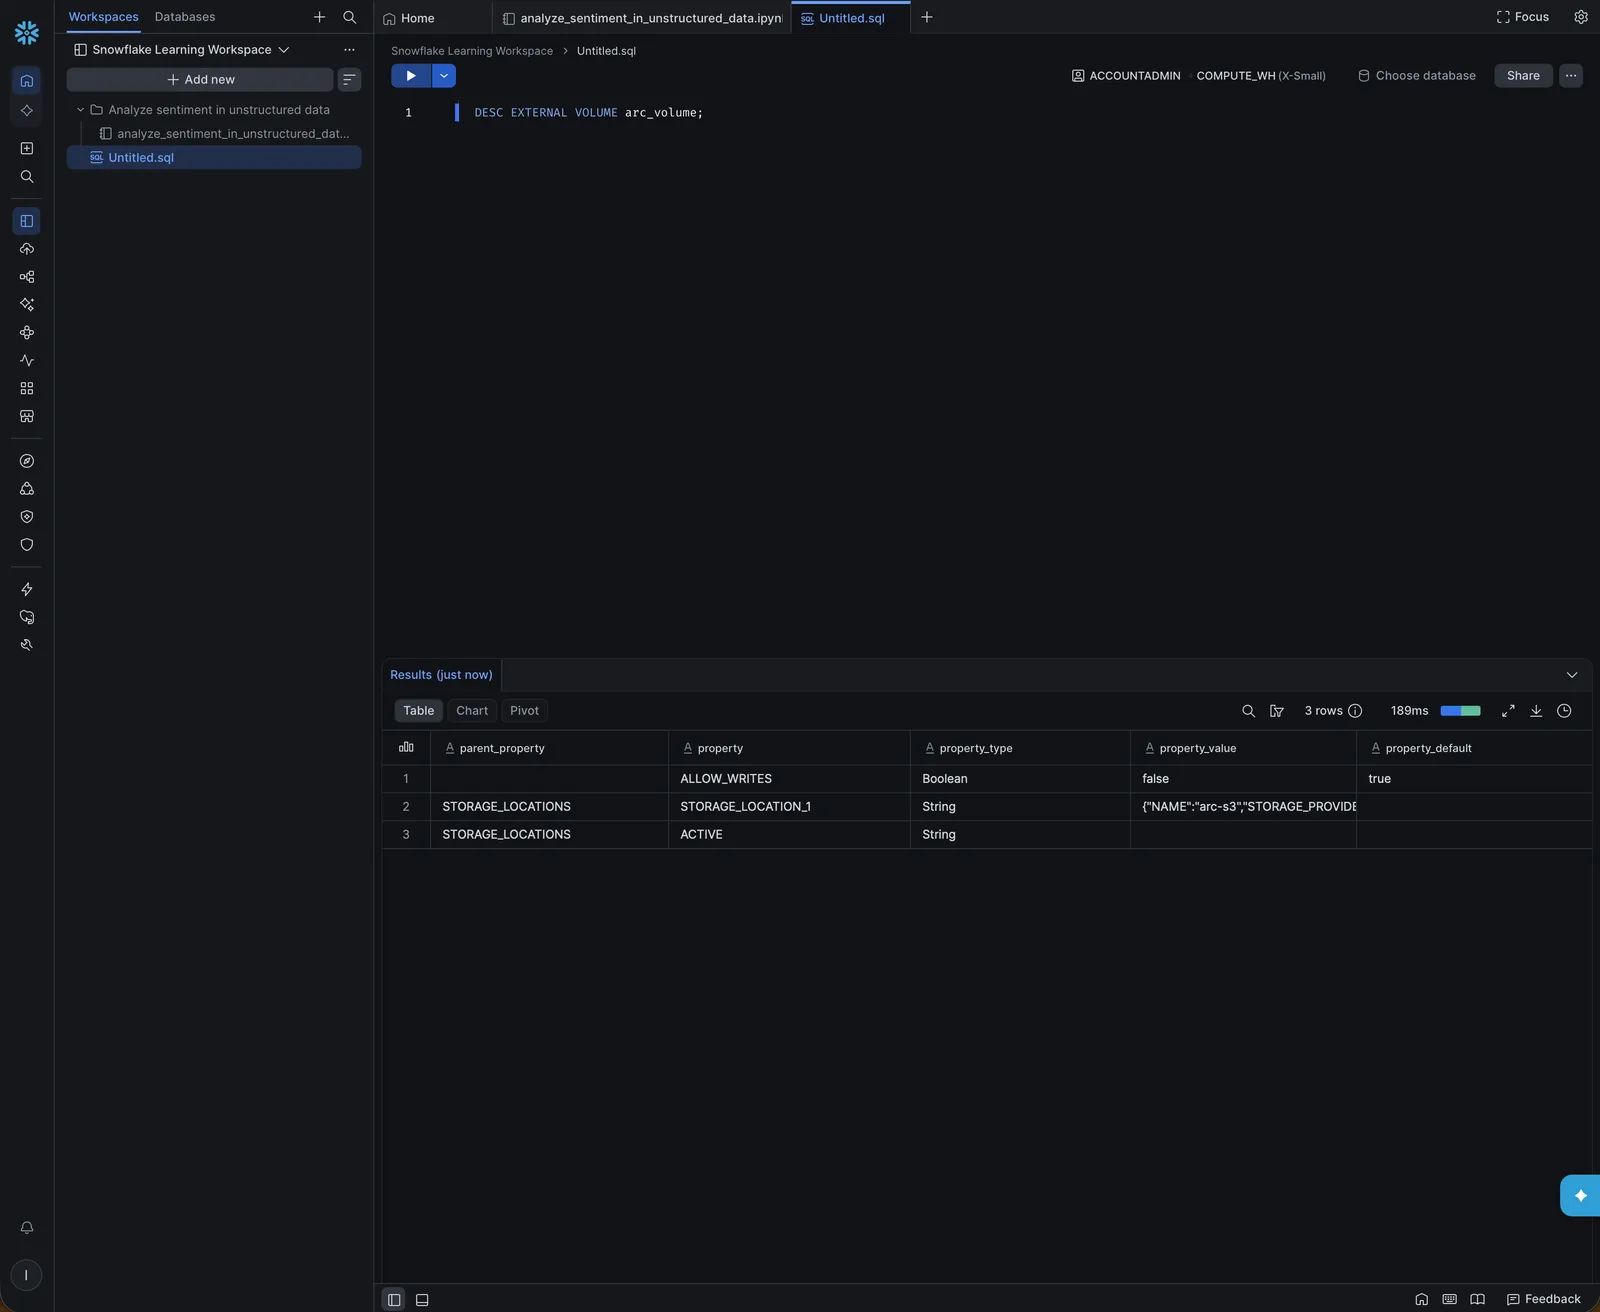 Workspaces
Databases
Snowflake Learning Workspace
Add new
Analyze sentiment in unstructured data
analyze_sentiment_in_unstructured_dat...
SQL Untitled.sql
Home
analyze_sentiment_in_unstructured_data.ipyn
SQL Untitled.sql
Focus
Snowflake Learning Workspace > Untitled.sql
ACCOUNTADMIN COMPUTE_WH (X-Small)
Choose database
Share
1 DESC EXTERNAL VOLUME arc_volume;
Results (just now)
Table
Chart
Pivot
3 rows
189ms
A parent_property A property A property_type A property_value A property_default
1 ALLOW_WRITES Boolean false true
2 STORAGE_LOCATIONS STORAGE_LOCATION_1 String {"NAME":"arc-s3","STORAGE_PROVIDE
3 STORAGE_LOCATIONS ACTIVE String
I
Feedback